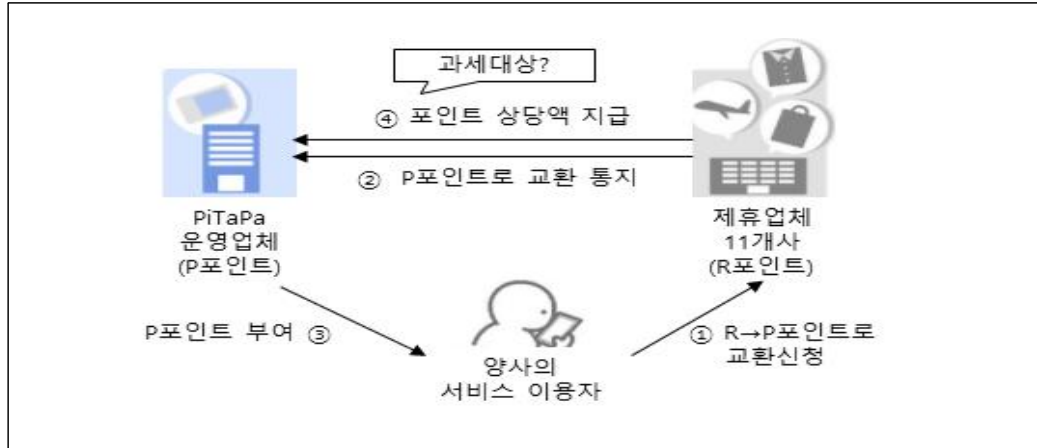 과세대상?
④ 포인트 상당액 지급
② P포인트로 교환 통지
PiTaPa
운영업체
(P포인트)
제휴업체
11개사
(R포인트)
P포인트 부여 ③
① R→P포인트로
교환신청
양사의
서비스 이용자